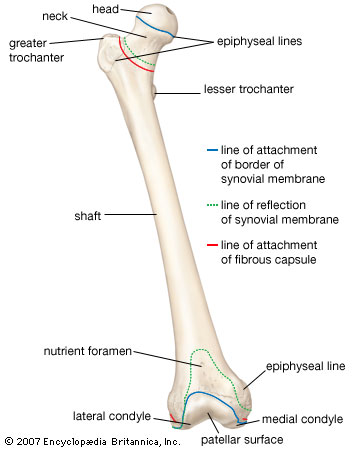 head
neck
greater
trochanter
epiphyseal lines
lesser trochanter
line of attachment
of border of
synovial membrane
line of reflection
of synovial membrane
line of attachment
of fibrous capsule
shaft
nutrient foramen
epiphyseal line
lateral condyle
medial condyle
patellar surface
© 2007 Encyclopædia Britannica, Inc.